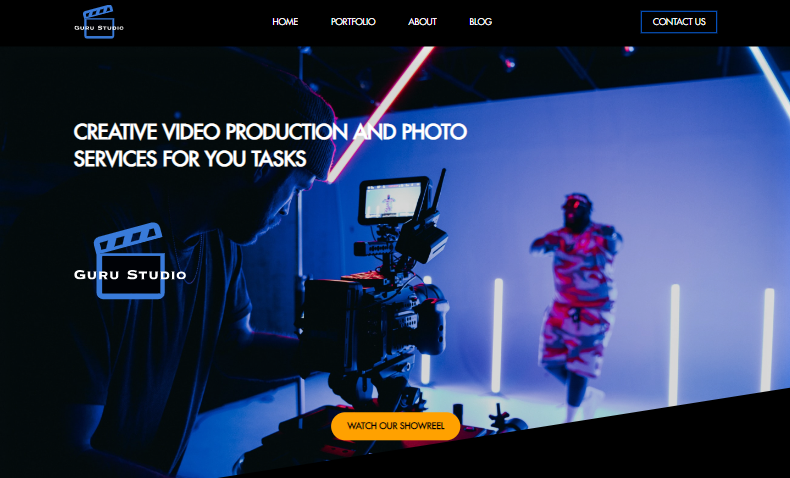 GURU STUDIO
HOME PORTFOLIO ABOUT BLOG CONTACT US
CREATIVE VIDEO PRODUCTION AND PHOTO
SERVICES FOR YOU TASKS
GURU STUDIO
WATCH OUR SHOWREEL